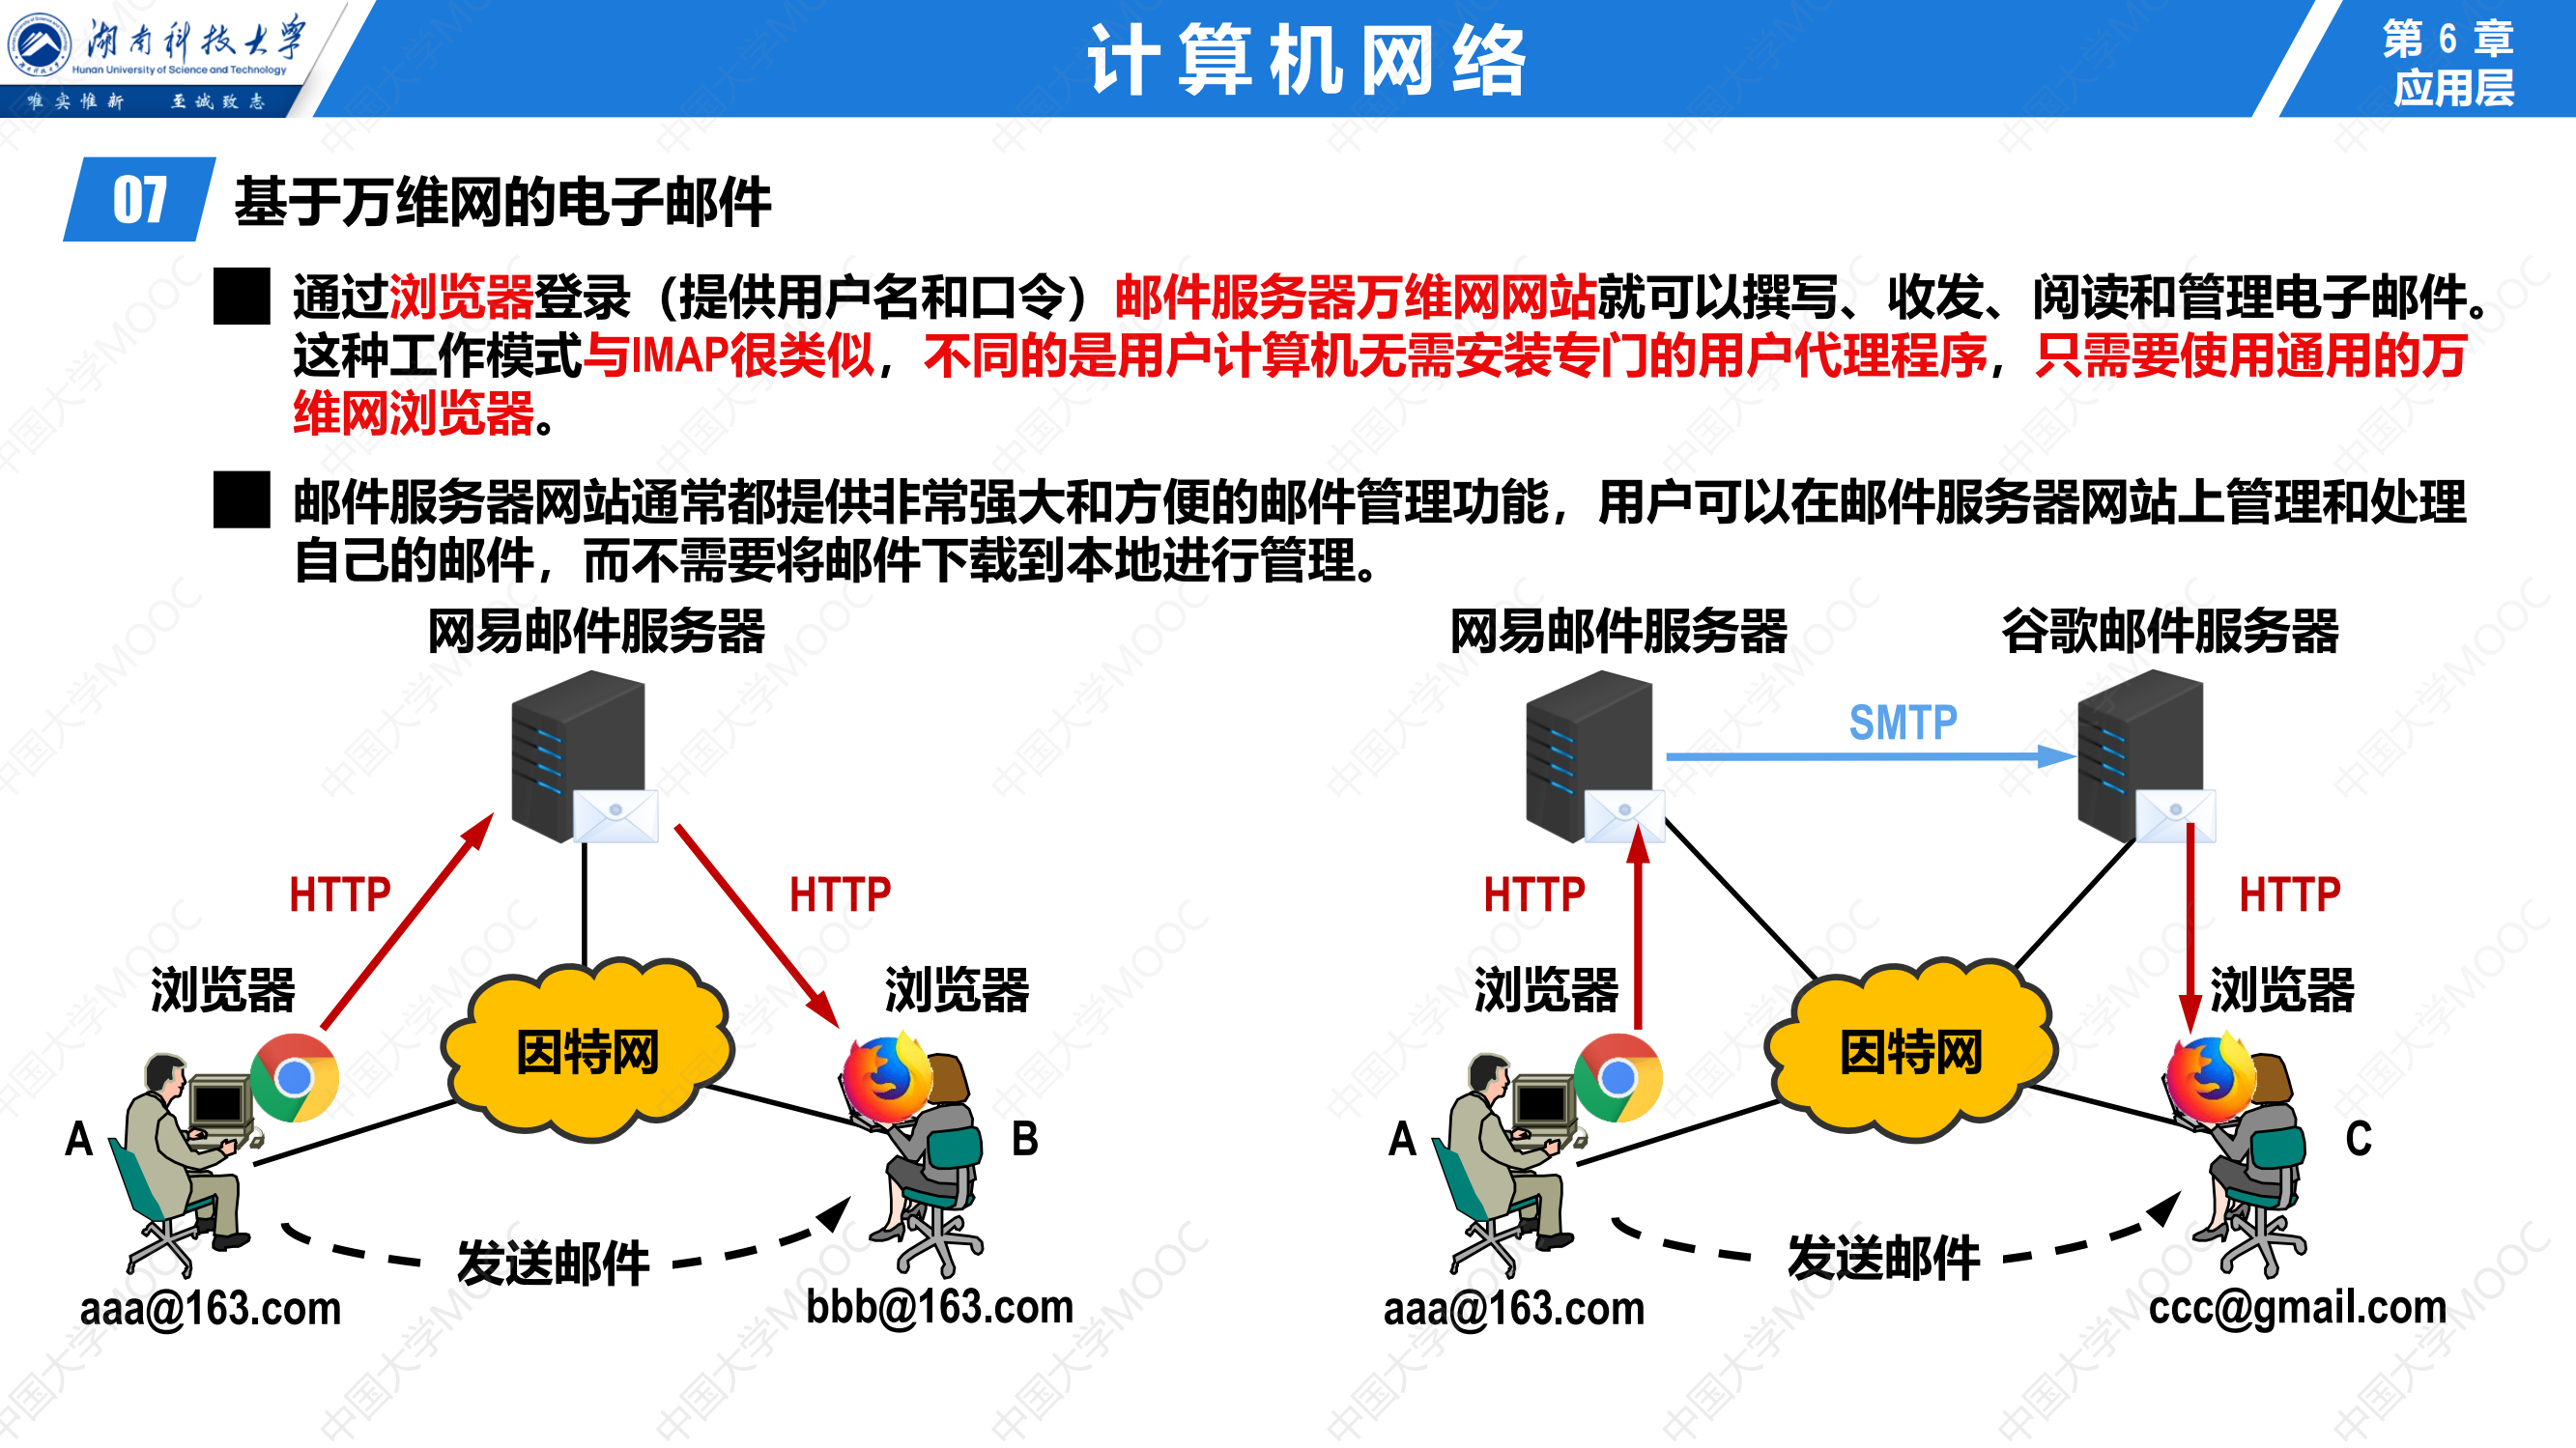 湖南科技大学
Hunan University of Science and Technology
唯实惟新 至诚致志
计算机网络
第 6 章
应用层
07 基于万维网的电子邮件
通过浏览器登录（提供用户名和口令）邮件服务器万维网网站就可以撰写、收发、阅读和管理电子邮件。
这种工作模式与IMAP很类似，不同的是用户计算机无需安装专门的用户代理程序，只需要使用通用的万
维网浏览器。
邮件服务器网站通常都提供非常强大和方便的邮件管理功能，用户可以在邮件服务器网站上管理和处理
自己的邮件，而不需要将邮件下载到本地进行管理。
网易邮件服务器
HTTP
HTTP
浏览器
浏览器
因特网
A
B
发送邮件
aaa@163.com
bbb@163.com
网易邮件服务器
谷歌邮件服务器
SMTP
HTTP
HTTP
浏览器
浏览器
因特网
A
C
发送邮件
aaa@163.com
ccc@gmail.com
中国大学MOOC